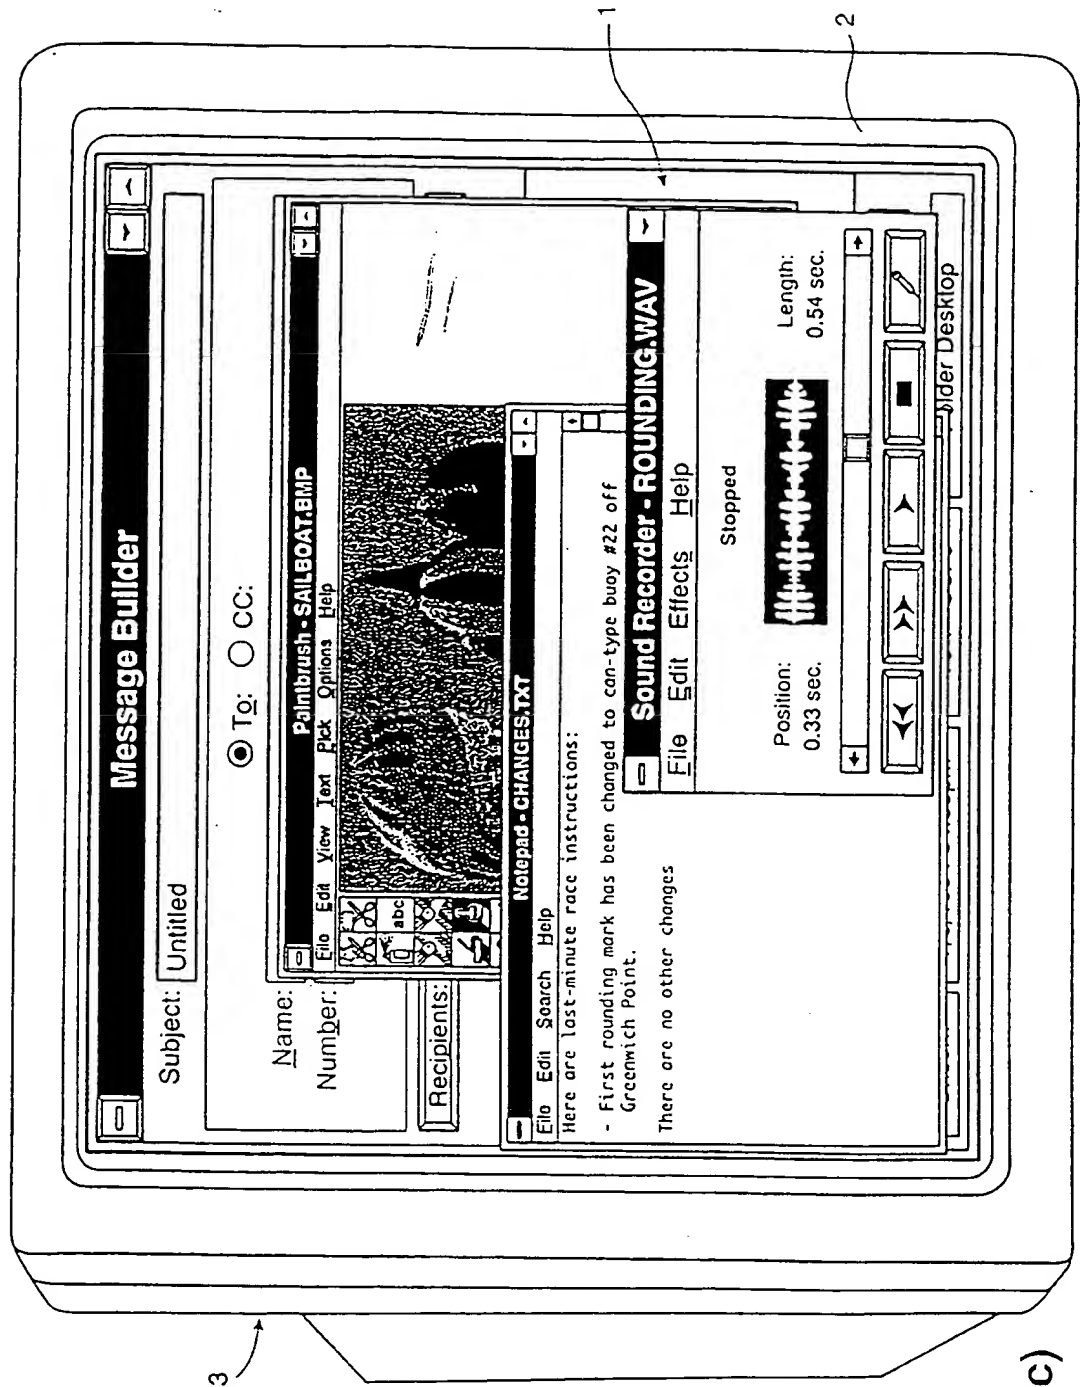 Message Builder
Subject: Untitled
To: CC:
Name:
Number:
Recipients:
Paintbrush - SAILBOAT.BMP
File Edit View Text Pick Options Help
abc
Notepad - CHANGES.TXT
File Edit Search Help
Here are last-minute race instructions:
- First rounding mark has been changed to can-type buoy #22 off
Greenwich Point.
There are no other changes
Sound Recorder - ROUNDING.WAV
File Edit Effects Help
Stopped
Position:
0.33 sec.
Length:
0.54 sec.
older Desktop
1
2
3
c)